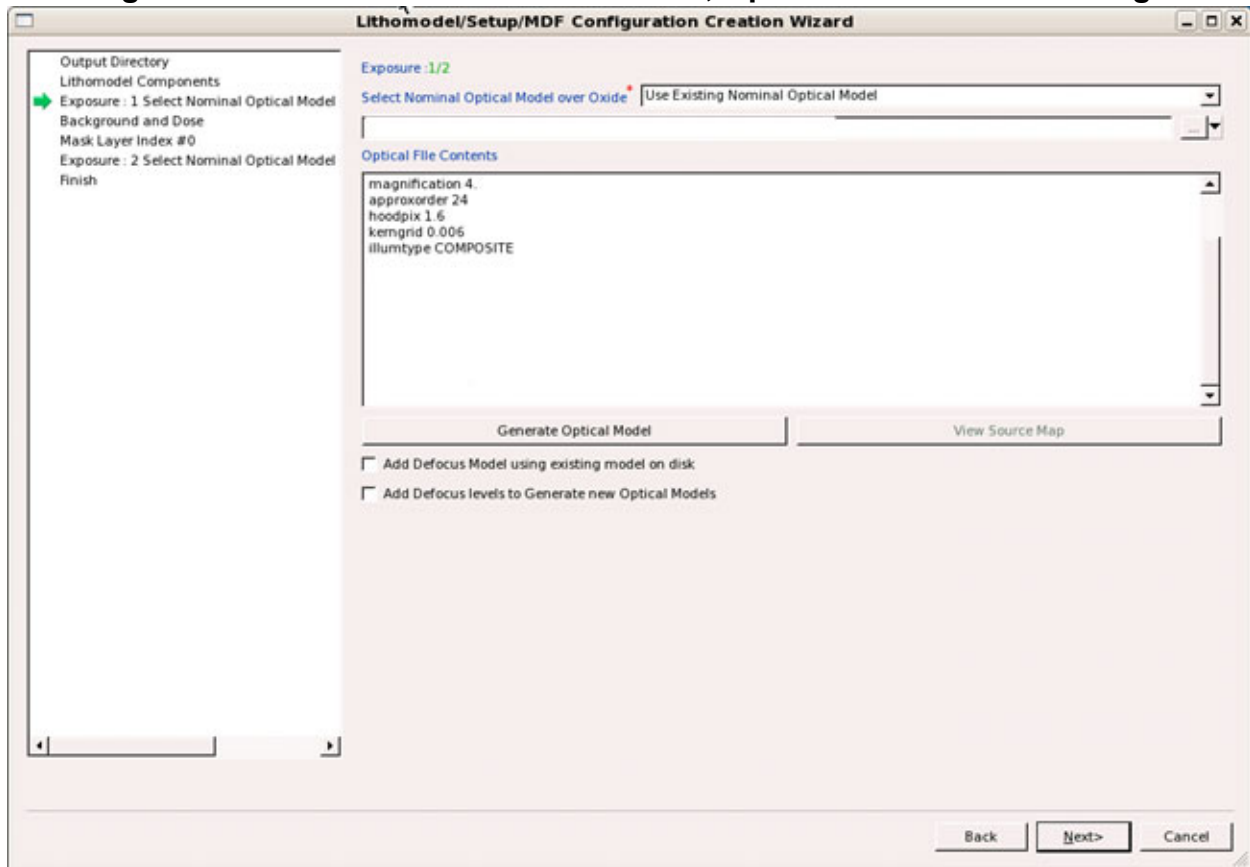 Lithomodel/Setup/MDF Configuration Creation Wizard
Output Directory
Lithomodel Components
Exposure : 1 Select Nominal Optical Model
Background and Dose
Mask Layer Index #0
Exposure : 2 Select Nominal Optical Model
Finish
Exposure :1/2
Select Nominal Optical Model over Oxide* Use Existing Nominal Optical Model
...
Optical FIle Contents
magnification 4.
approxorder 24
hoodpix 1.6
kerngrid 0.006
illumtype COMPOSITE
Generate Optical Model View Source Map
Add Defocus Model using existing model on disk
Add Defocus levels to Generate new Optical Models
Back Next> Cancel